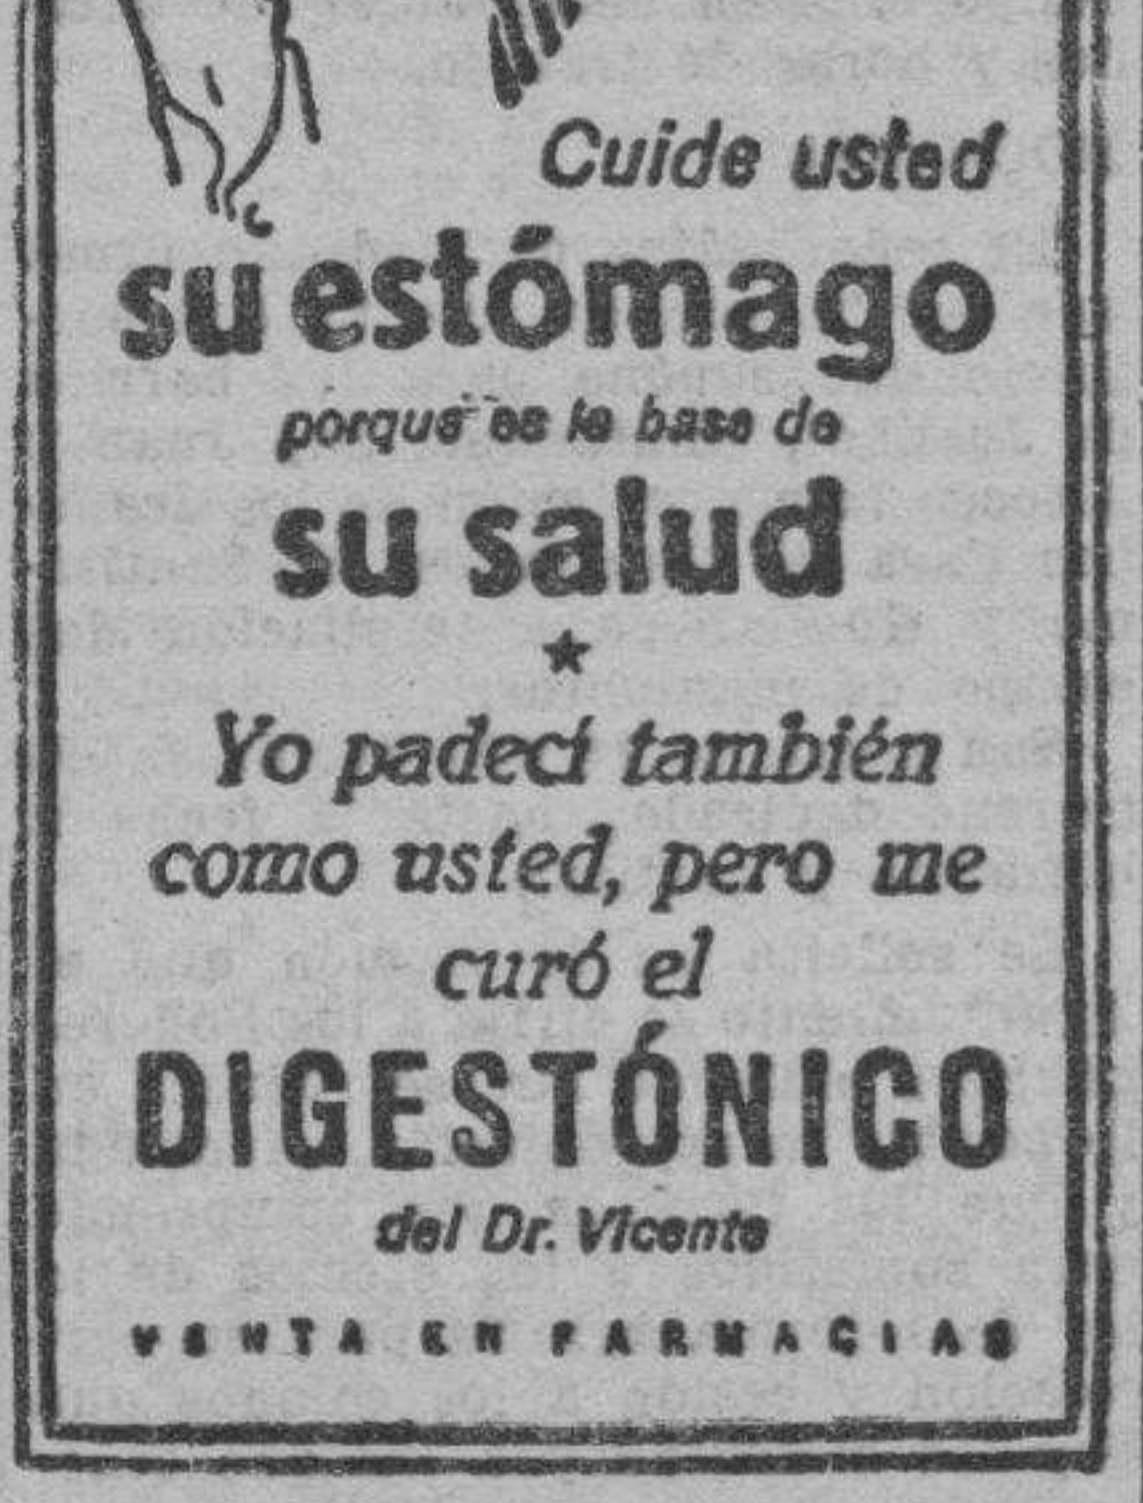 Cuide usted
su estómago
porque es la base de
su salud
Yo padecí también
como usted, pero me
curó el
DIGESTÓNICO
del Dr. Vicente
VENTA EN FARMACIAS